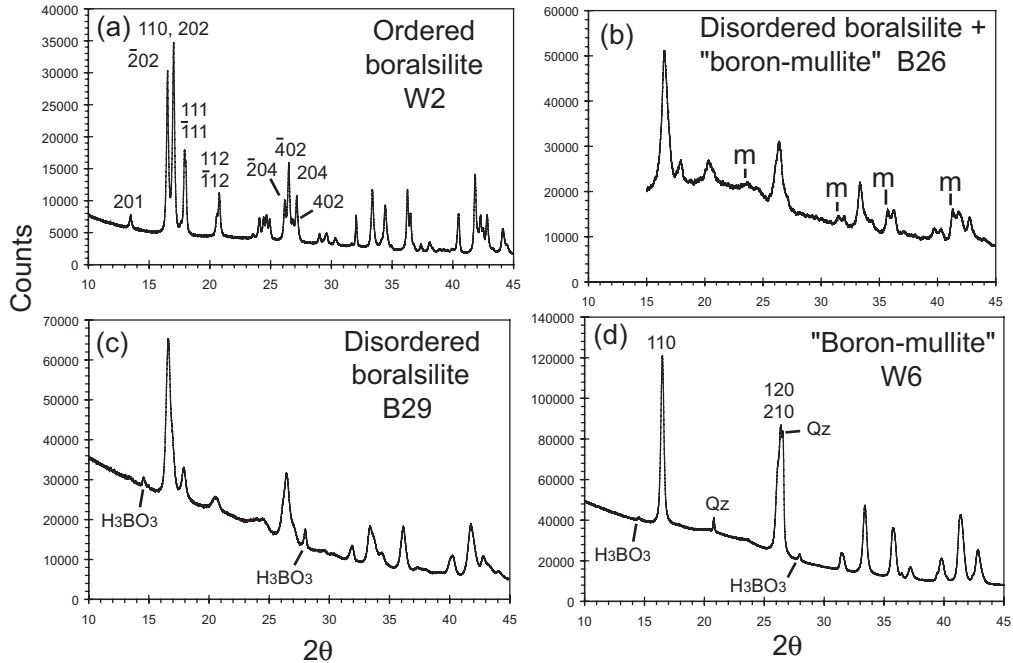 Counts
(a)
Ordered
boralsilite
W2
110, 202
2̅02
111
1̅11
201
112
1̅12
4̅02
2̅04
204
402
40000
35000
30000
25000
20000
15000
10000
5000
0
10 15 20 25 30 35 40 45
(b)
Disordered boralsilite +
"boron-mullite" B26
m
m
m
m
60000
50000
40000
30000
20000
10000
0
10 15 20 25 30 35 40 45
(c)
Disordered
boralsilite
B29
H₃BO₃
H₃BO₃
70000
60000
50000
40000
30000
20000
10000
0
10 15 20 25 30 35 40 45
2θ
(d)
"Boron-mullite"
W6
110
120
210
Qz
Qz
H₃BO₃
H₃BO₃
140000
120000
100000
80000
60000
40000
20000
0
10 15 20 25 30 35 40 45
2θ